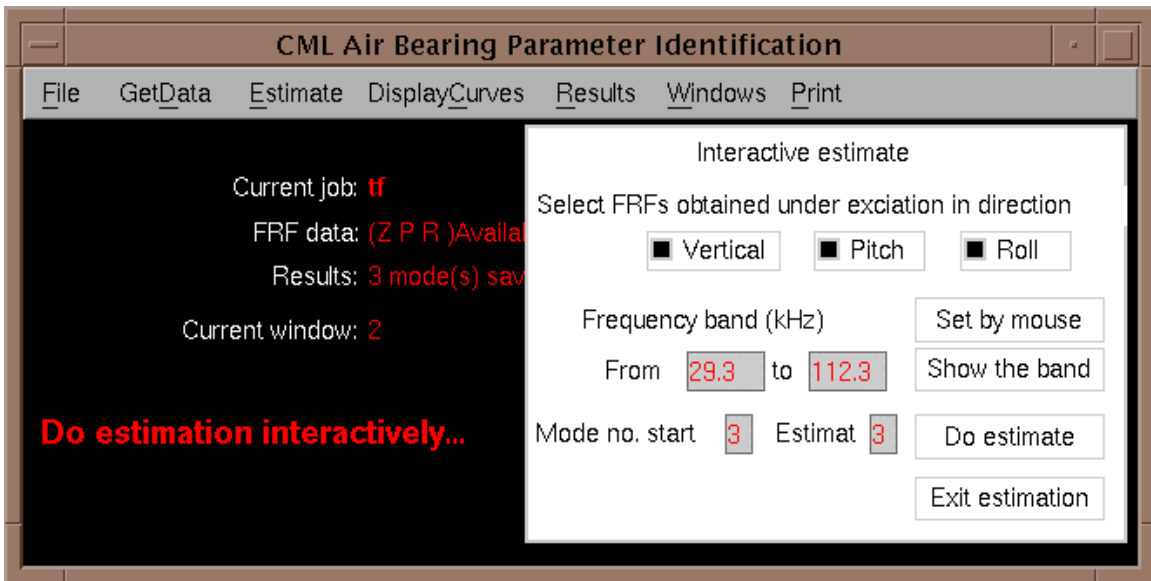 CML Air Bearing Parameter Identification
File GetData Estimate DisplayCurves Results Windows Print
Current job: tf
FRF data: (Z P R )Availal
Results: 3 mode(s) sav
Current window: 2
Do estimation interactively...
Interactive estimate
Select FRFs obtained under exciation in direction
Vertical Pitch Roll
Frequency band (kHz) Set by mouse
From 29.3 to 112.3 Show the band
Mode no. start 3 Estimat 3 Do estimate
Exit estimation